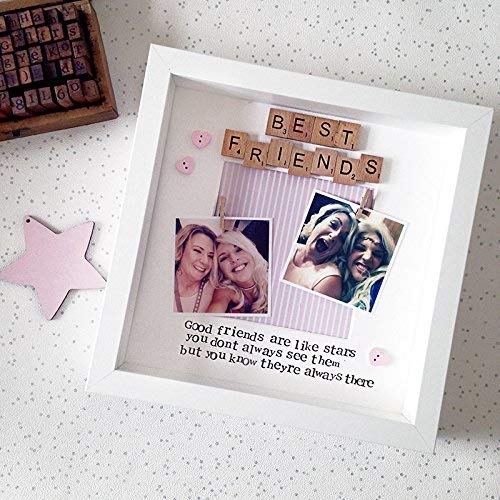 BEST
FRIENDS
Good friends are like stars
you dont always see them
but you know theyre always there